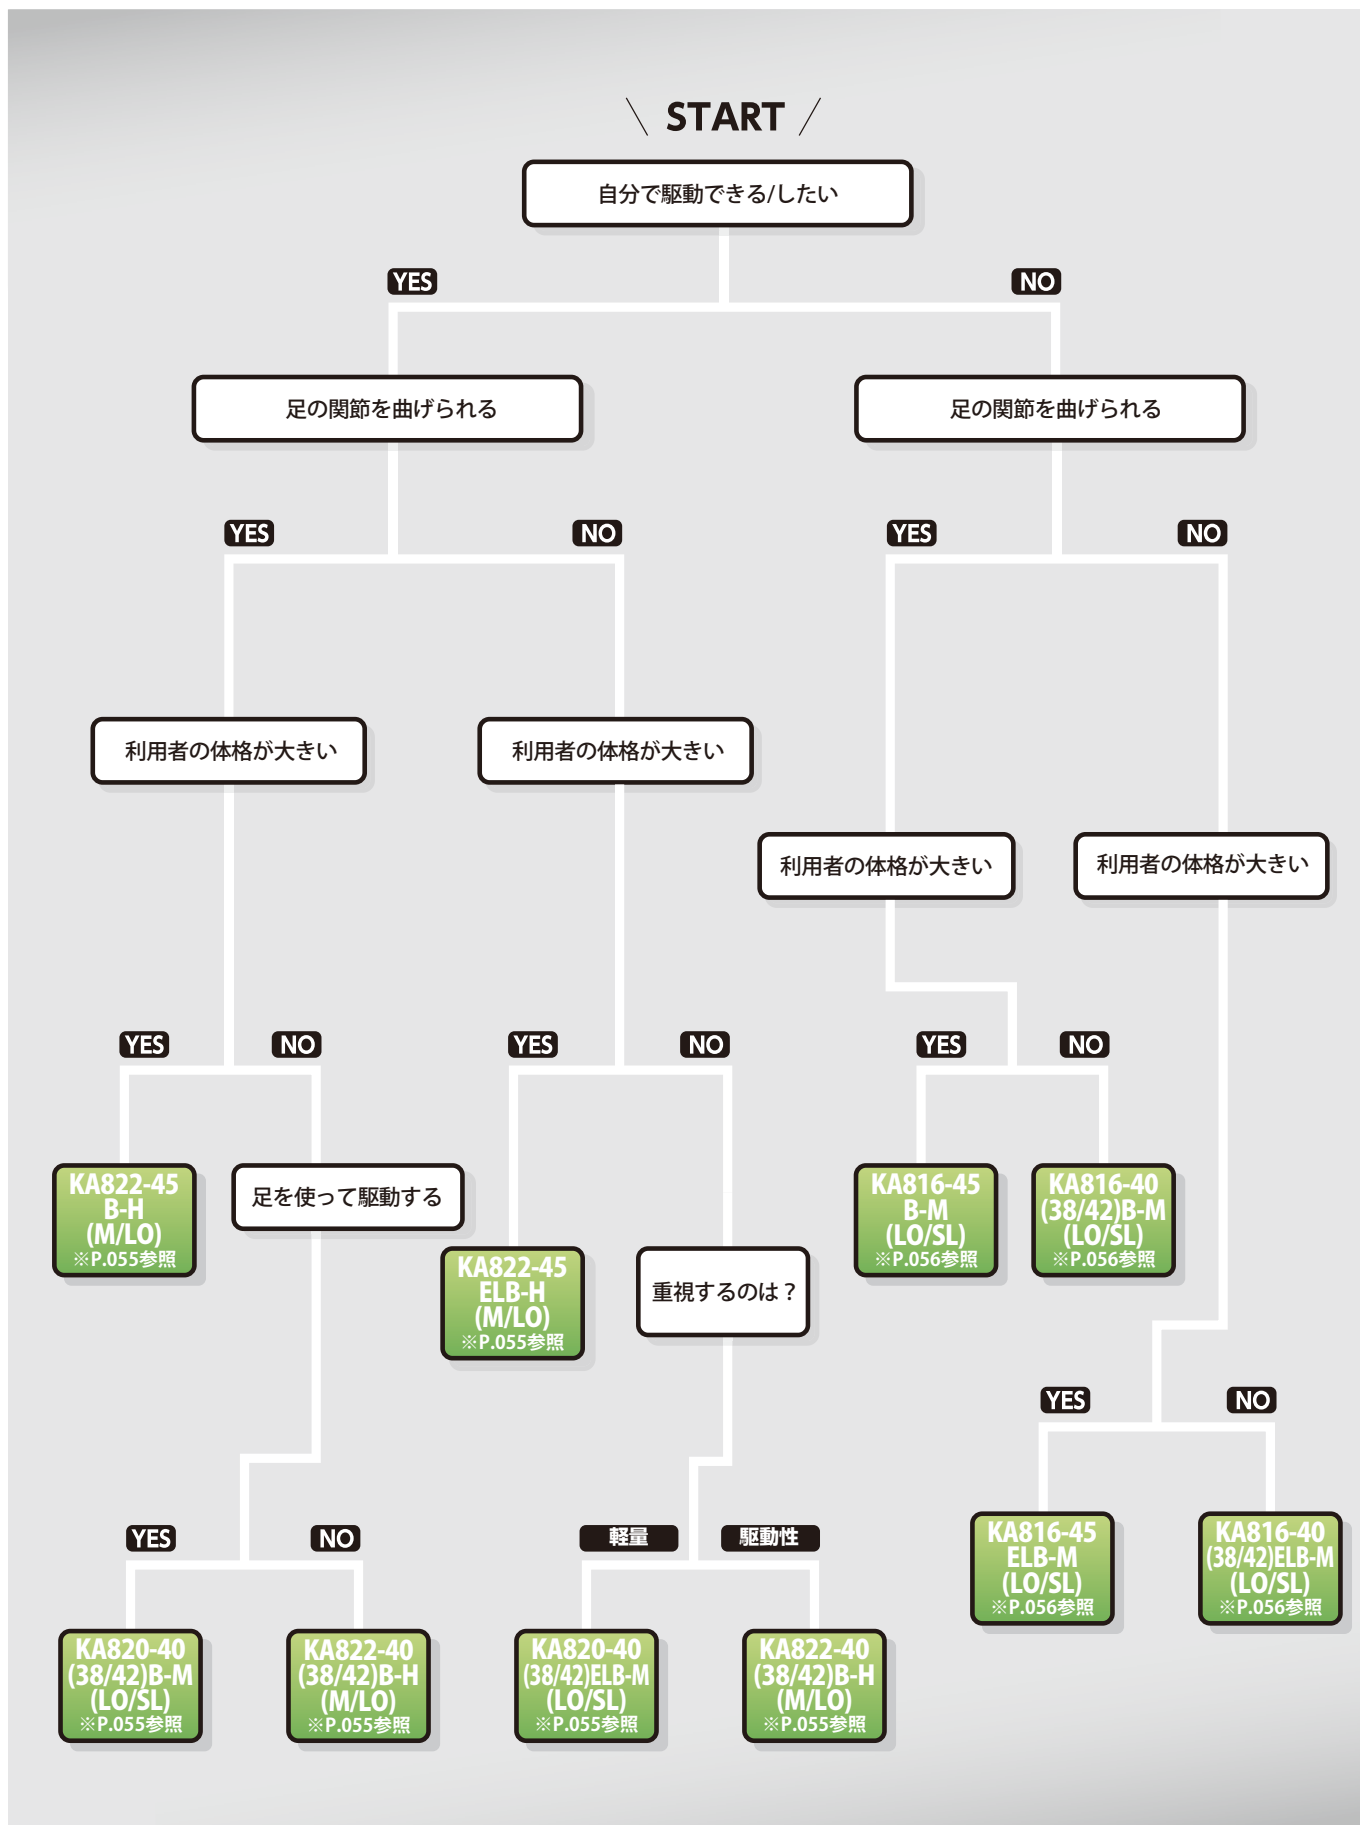 START
自分で駆動できる/したい
YES
NO
足の関節を曲げられる
足の関節を曲げられる
YES
NO
YES
NO
利用者の体格が大きい
利用者の体格が大きい
利用者の体格が大きい
利用者の体格が大きい
YES
NO
YES
NO
YES
NO
KA822-45
B-H
(M/LO)
※P.055参照
足を使って駆動する
KA822-45
ELB-H
(M/LO)
※P.055参照
重視するのは？
KA816-45
B-M
(LO/SL)
※P.056参照
KA816-40
(38/42)B-M
(LO/SL)
※P.056参照
YES
NO
YES
NO
軽量
駆動性
KA816-45
ELB-M
(LO/SL)
※P.056参照
KA816-40
(38/42)ELB-M
(LO/SL)
※P.056参照
KA820-40
(38/42)B-M
(LO/SL)
※P.055参照
KA822-40
(38/42)B-H
(M/LO)
※P.055参照
KA820-40
(38/42)ELB-M
(LO/SL)
※P.055参照
KA822-40
(38/42)B-H
(M/LO)
※P.055参照